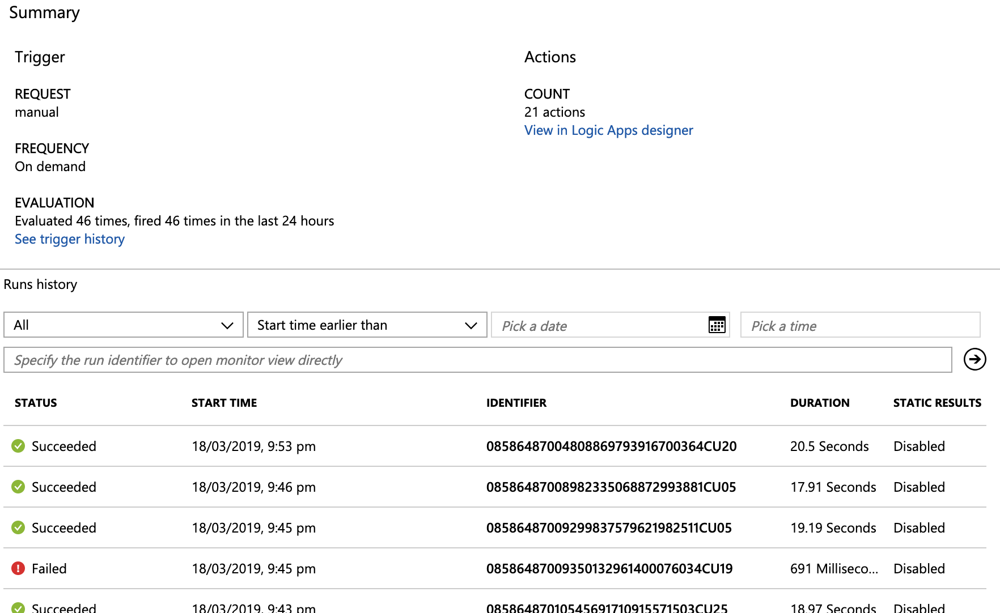 Summary
Trigger
Actions
REQUEST
manual
COUNT
21 actions
View in Logic Apps designer
FREQUENCY
On demand
EVALUATION
Evaluated 46 times, fired 46 times in the last 24 hours
See trigger history
Runs history
All
Start time earlier than
Pick a date
Pick a time
Specify the run identifier to open monitor view directly
STATUS START TIME IDENTIFIER DURATION STATIC RESULTS
Succeeded 18/03/2019, 9:53 pm 08586487004808869793916700364CU20 20.5 Seconds Disabled
Succeeded 18/03/2019, 9:46 pm 08586487008982335068872993881CU05 17.91 Seconds Disabled
Succeeded 18/03/2019, 9:45 pm 08586487009299837579621982511CU05 19.19 Seconds Disabled
Failed 18/03/2019, 9:45 pm 08586487009350132961400076034CU19 691 Milliseco... Disabled
Succeeded 18/03/2019, 9:43 pm 08586487010545691710915571503CU25 18.97 Seconds Disabled